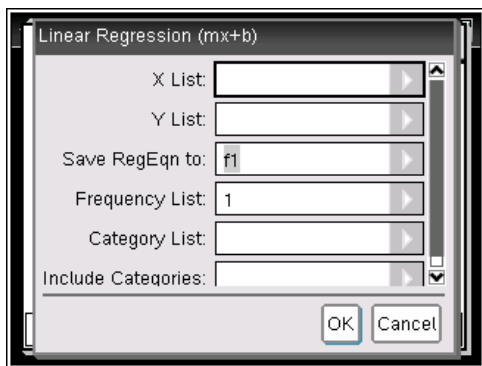 Linear Regression (mx+b)
X List:
Y List:
Save RegEqn to: f1
Frequency List: 1
Category List:
Include Categories:
OK Cancel